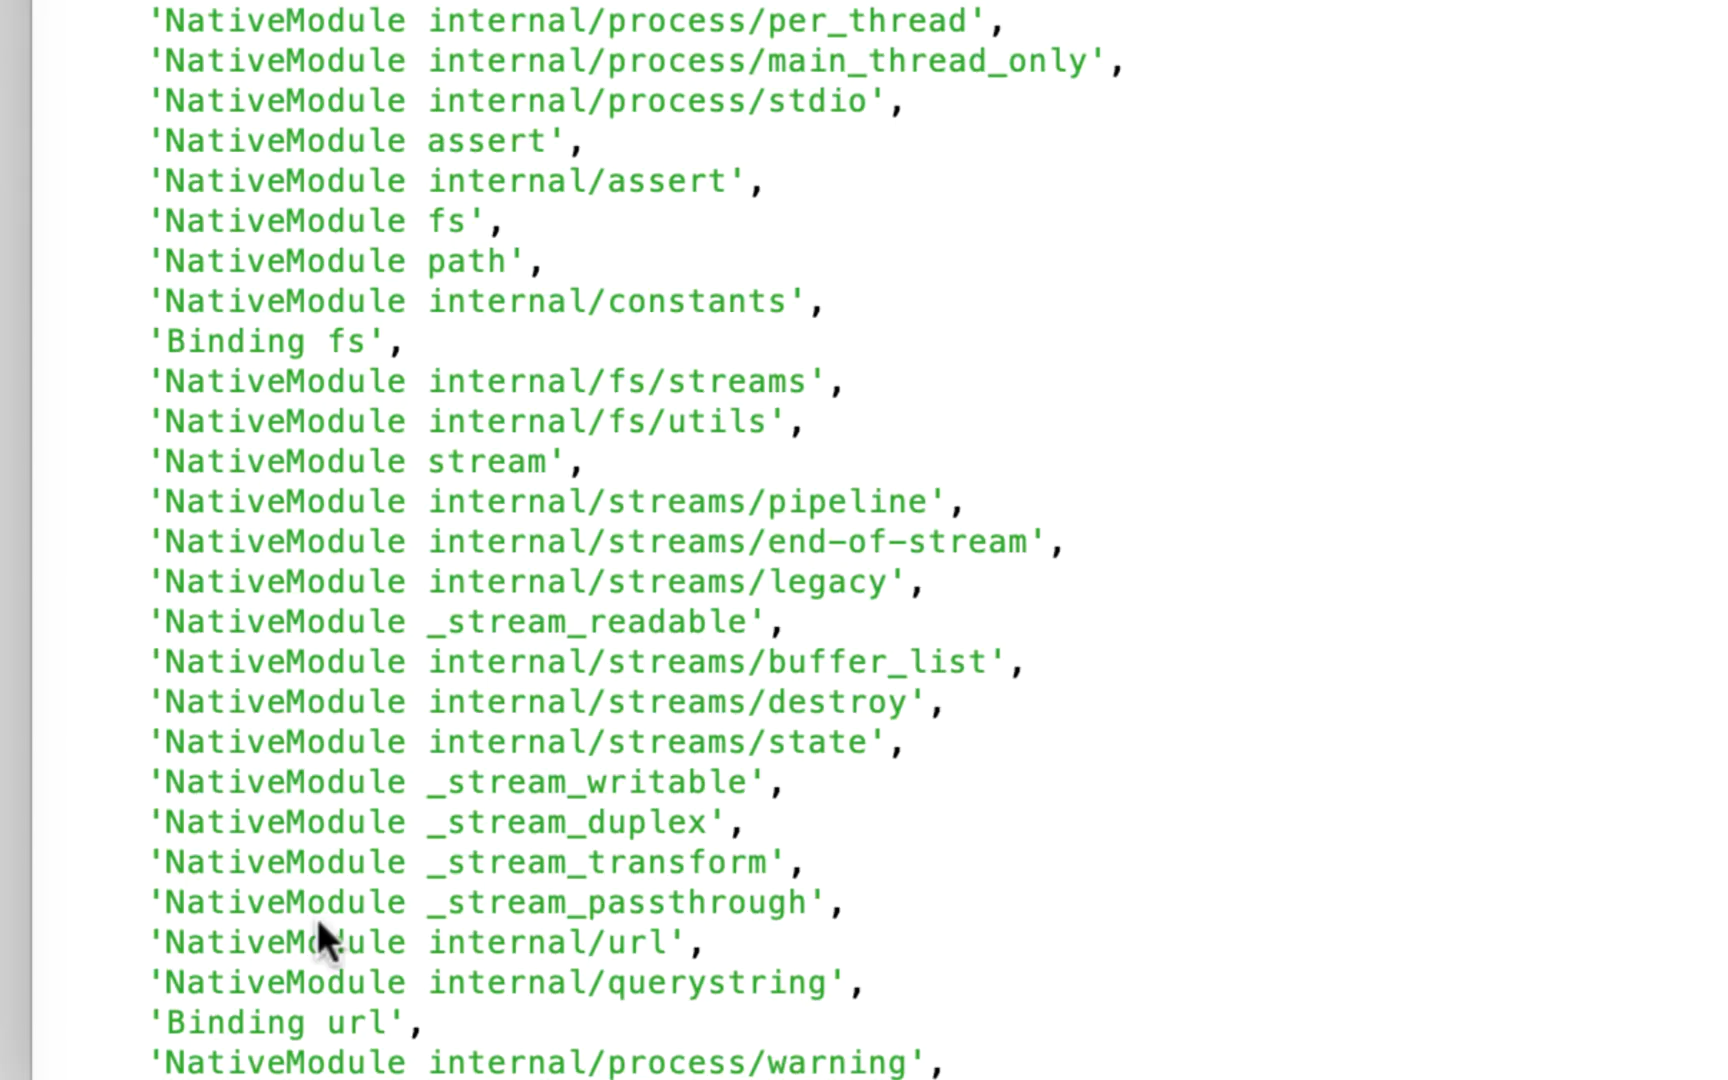 'NativeModule internal/process/per_thread',
'NativeModule internal/process/main_thread_only',
'NativeModule internal/process/stdio',
'NativeModule assert',
'NativeModule internal/assert',
'NativeModule fs',
'NativeModule path',
'NativeModule internal/constants',
'Binding fs',
'NativeModule internal/fs/streams',
'NativeModule internal/fs/utils',
'NativeModule stream',
'NativeModule internal/streams/pipeline',
'NativeModule internal/streams/end-of-stream',
'NativeModule internal/streams/legacy',
'NativeModule _stream_readable',
'NativeModule internal/streams/buffer_list',
'NativeModule internal/streams/destroy',
'NativeModule internal/streams/state',
'NativeModule _stream_writable',
'NativeModule _stream_duplex',
'NativeModule _stream_transform',
'NativeModule _stream_passthrough',
'NativeModule internal/url',
'NativeModule internal/querystring',
'Binding url',
'NativeModule internal/process/warning',